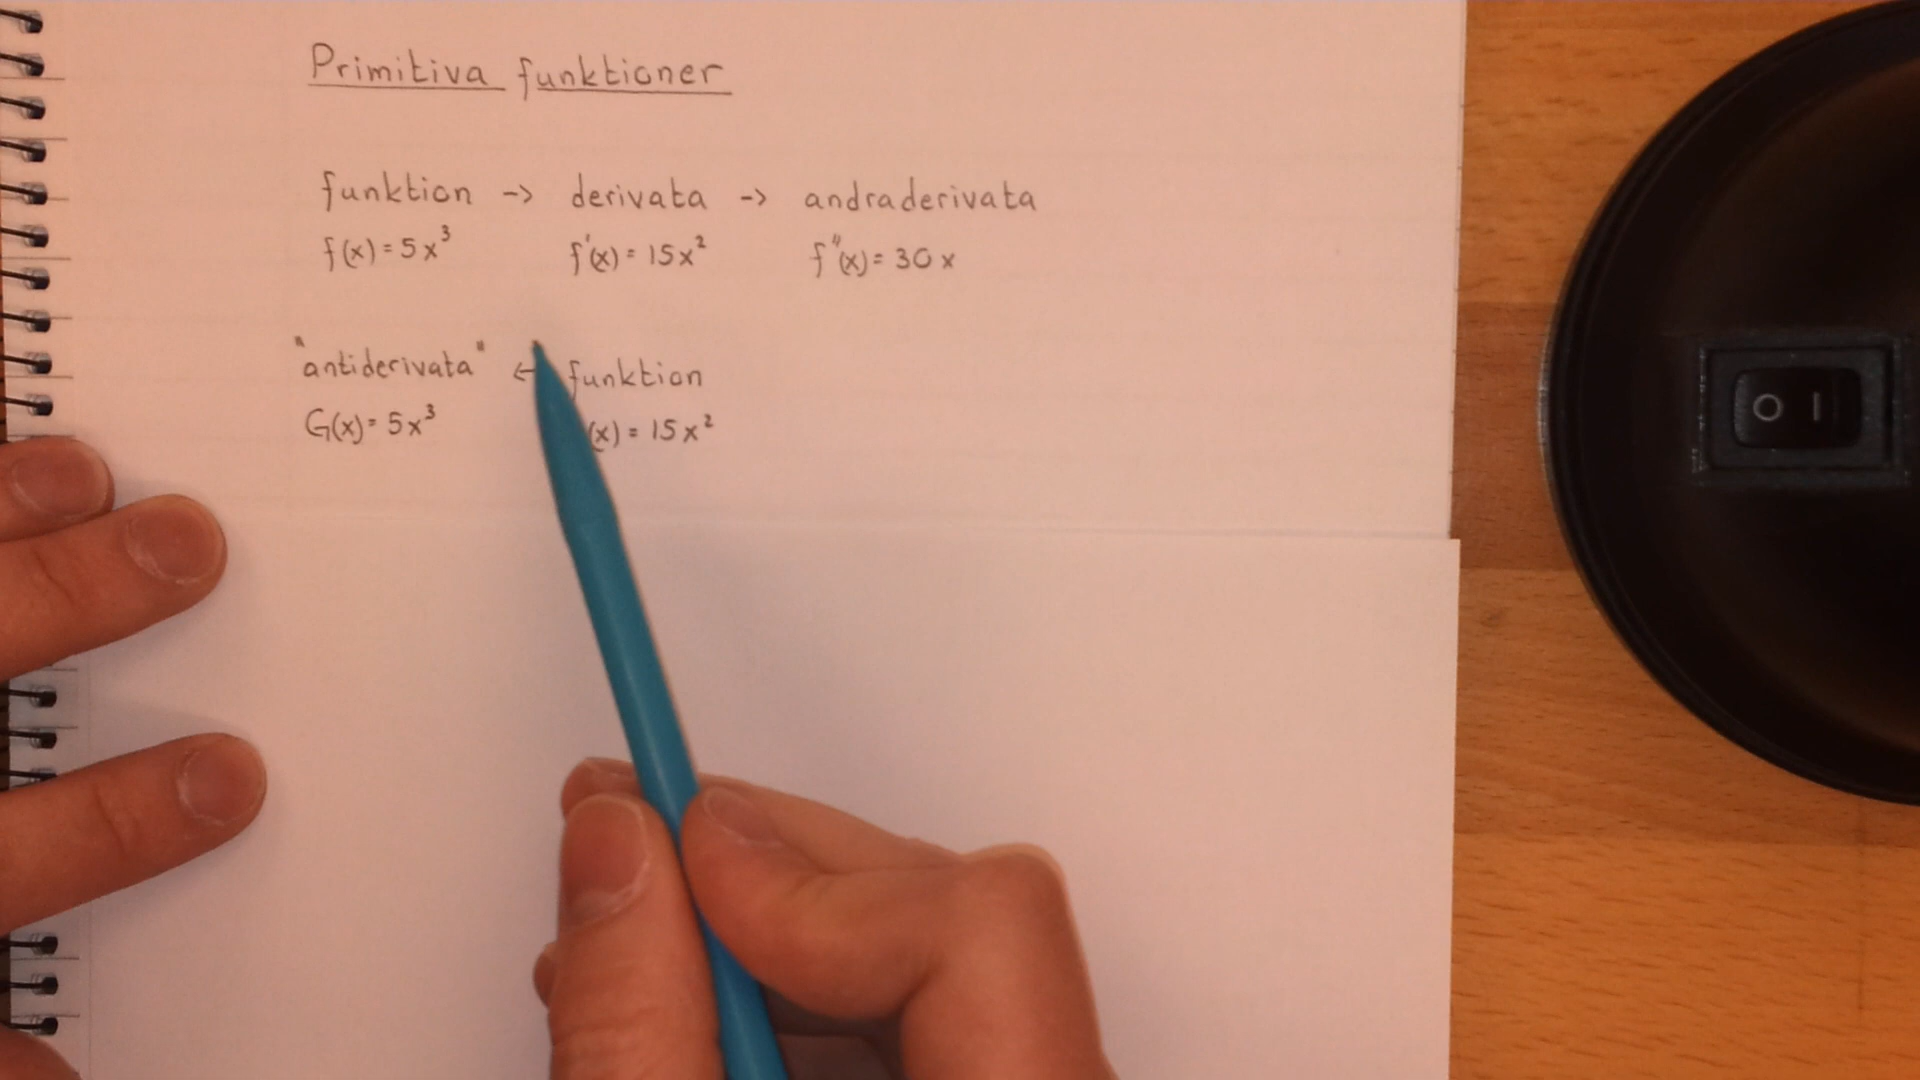 Primitiva funktioner
funktion -> derivata -> andraderivata
f(x) = 5x³ f'(x) = 15x² f"(x) = 30x
"antiderivata" <- funktion
G(x) = 5x³ (x) = 15x²
O I